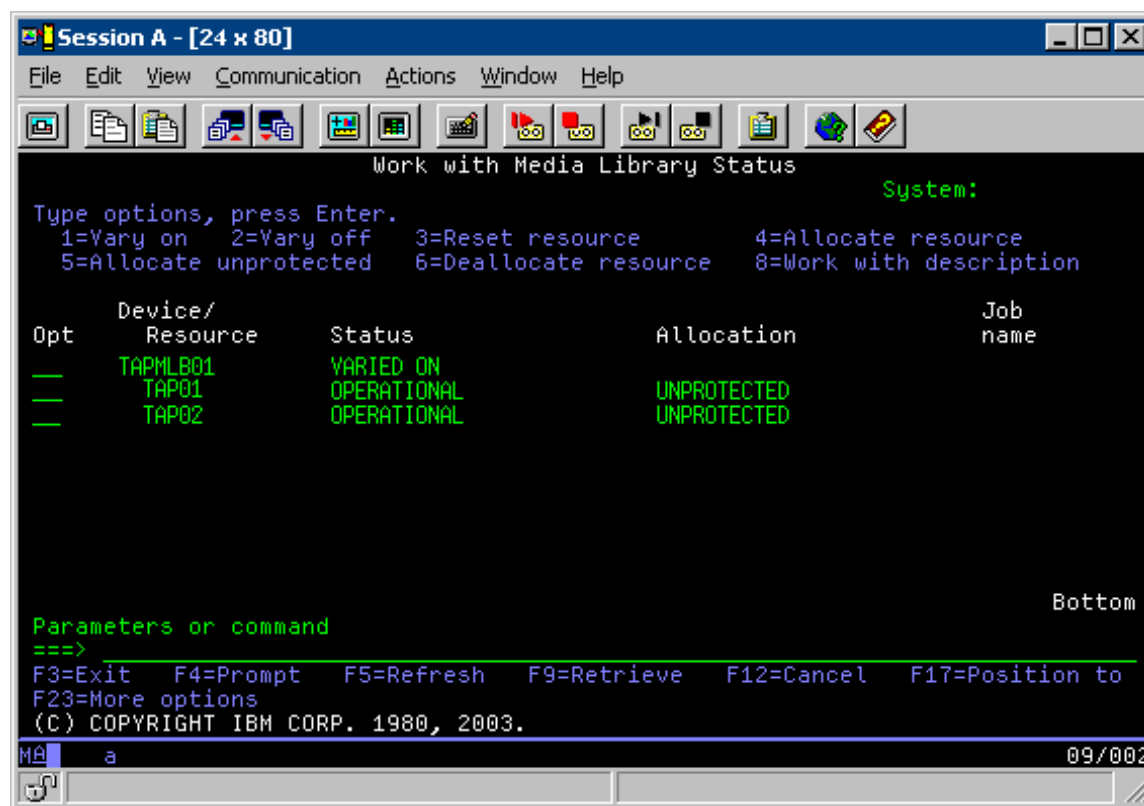 Session A - [24 x 80]
File Edit View Communication Actions Window Help
Work with Media Library Status
System:
Type options, press Enter.
1=Vary on 2=Vary off 3=Reset resource 4=Allocate resource
5=Allocate unprotected 6=Deallocate resource 8=Work with description
Device/ Job
Opt Resource Status Allocation name
TAPMLB01 VARIED ON
TAP01 OPERATIONAL UNPROTECTED
TAP02 OPERATIONAL UNPROTECTED
Bottom
Parameters or command
===>
F3=Exit F4=Prompt F5=Refresh F9=Retrieve F12=Cancel F17=Position to
F23=More options
(C) COPYRIGHT IBM CORP. 1980, 2003.
MA a 09/002